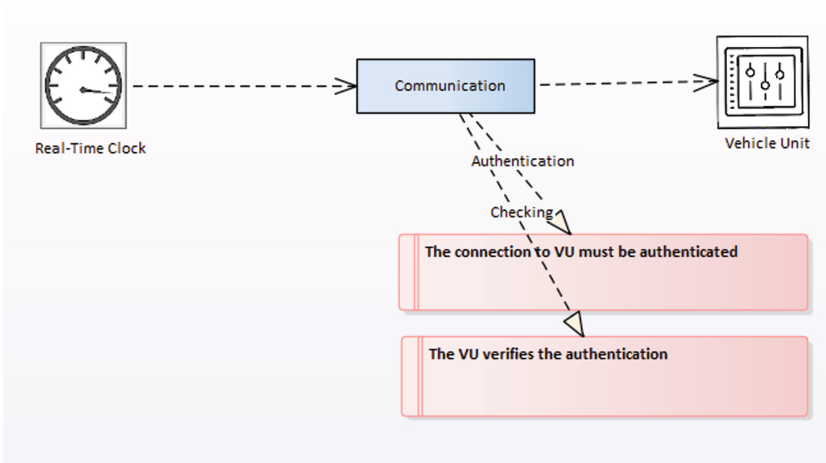 Communication
Real-Time Clock
Vehicle Unit
Authentication
Checking
The connection to VU must be authenticated
The VU verifies the authentication